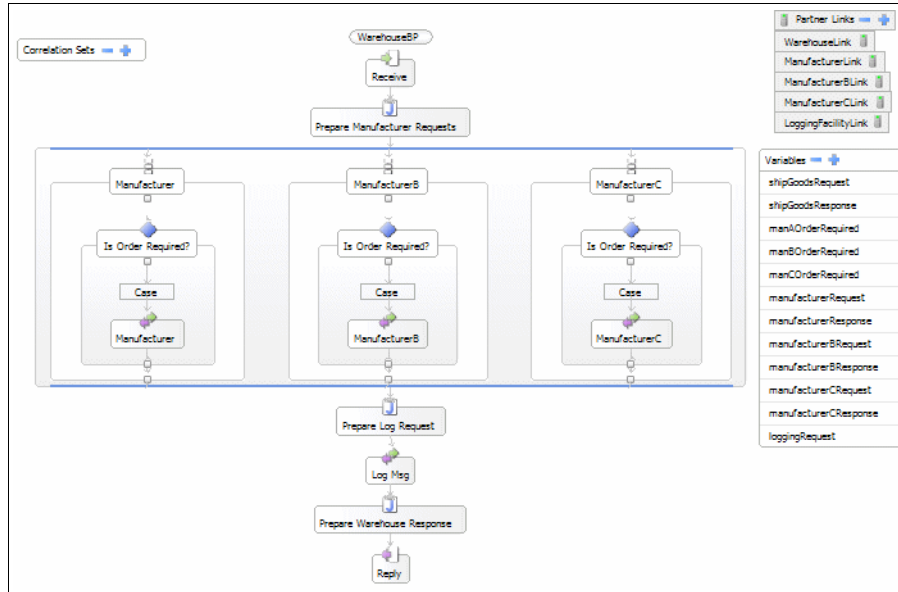 WarehouseBP
Partner Links
Correlation Sets
WarehouseLink
ManufacturerLink
ManufacturerBLink
ManufacturerCLink
LoggingFacilityLink
Receive
Prepare Manufacturer Requests
Manufacturer
ManufacturerB
ManufacturerC
Is Order Required?
Is Order Required?
Is Order Required?
Case
Case
Case
Manufacturer
ManufacturerB
ManufacturerC
Prepare Log Request
Log Msg
Prepare Warehouse Response
Reply
Variables
shipGoodsRequest
shipGoodsResponse
manAOrderRequired
manBOrderRequired
manCOrderRequired
manufacturerRequest
manufacturerResponse
manufacturerBRequest
manufacturerBResponse
manufacturerCRequest
manufacturerCResponse
loggingRequest